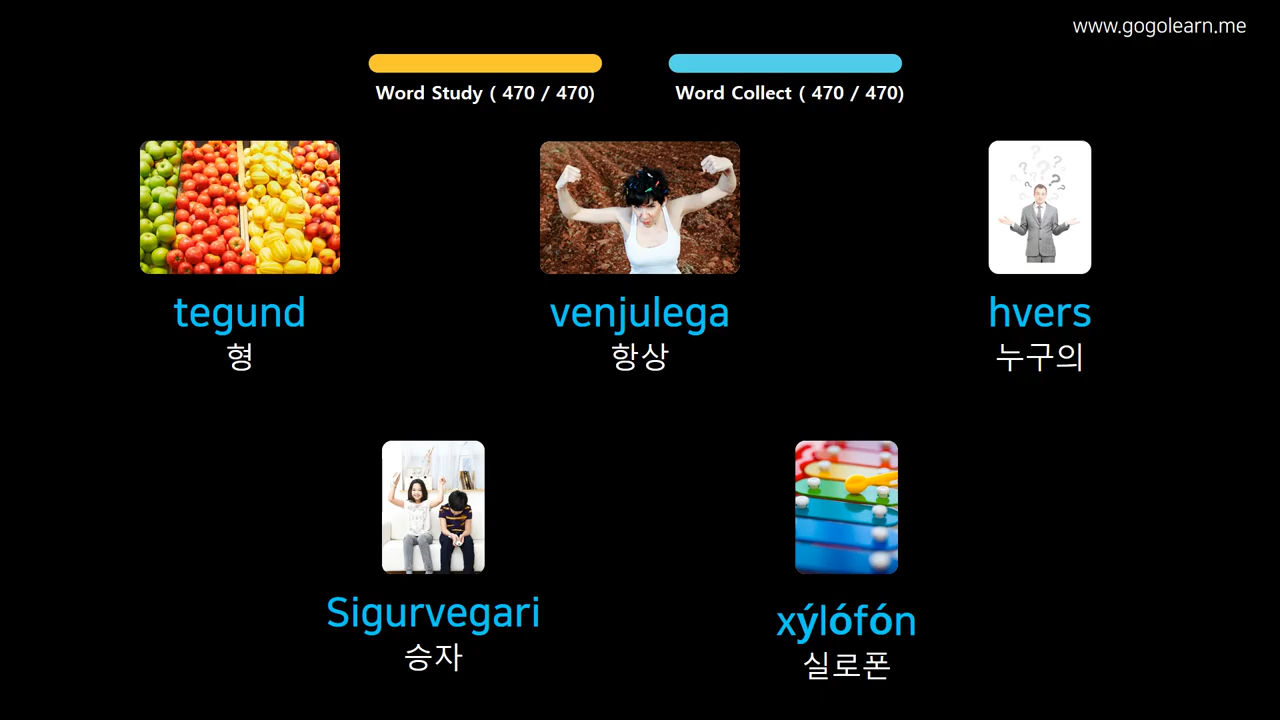 www.gogolearn.me
Word Study ( 470 / 470)
Word Collect ( 470 / 470)
tegund
형
venjulega
항상
hvers
누구의
Sigurvegari
승자
xýlófón
실로폰